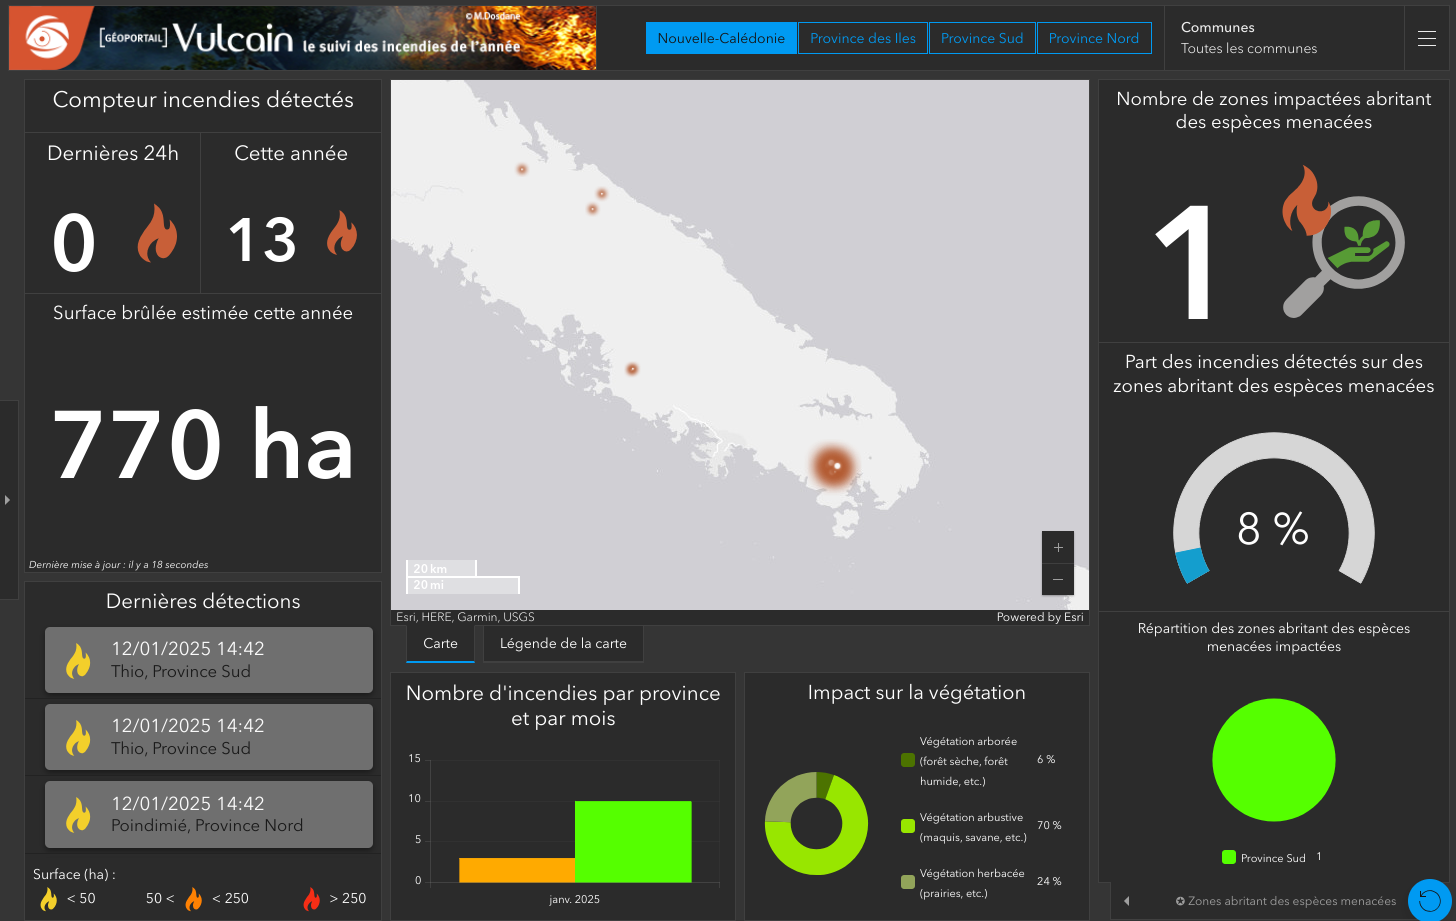 ©M.Dosdane
[GÉOPORTAIL] Vulcain le suivi des incendies de l'année
Nouvelle-Calédonie
Province des Iles
Province Sud
Province Nord
Communes
Toutes les communes
Compteur incendies détectés
Dernières 24h
0
Cette année
13
Surface brûlée estimée cette année
770 ha
Dernière mise à jour : il y a 18 secondes
Dernières détections
12/01/2025 14:42
Thio, Province Sud
12/01/2025 14:42
Thio, Province Sud
12/01/2025 14:42
Poindimié, Province Nord
Surface (ha) :
< 50
50 <
< 250
> 250
+
−
20 km
20 mi
Esri, HERE, Garmin, USGS
Powered by Esri
Carte
Légende de la carte
Nombre d'incendies par province
et par mois
15
10
5
0
janv. 2025
Impact sur la végétation
Végétation arborée
(forêt sèche, forêt
humide, etc.)
6 %
Végétation arbustive
(maquis, savane, etc.)
70 %
Végétation herbacée
(prairies, etc.)
24 %
Nombre de zones impactées abritant
des espèces menacées
1
Part des incendies détectés sur des
zones abritant des espèces menacées
8 %
Répartition des zones abritant des espèces
menacées impactées
Province Sud 1
✪ Zones abritant des espèces menacées